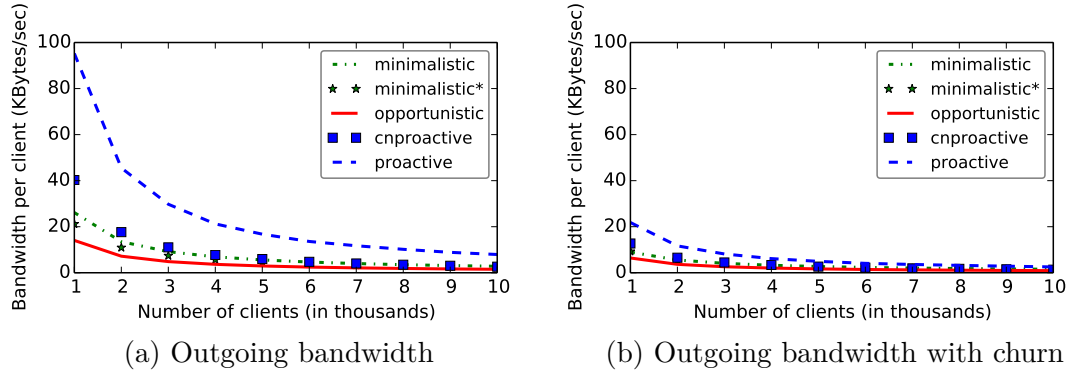 Bandwidth per client (KBytes/sec)
100
80
60
40
20
0
1 2 3 4 5 6 7 8 9 10
Number of clients (in thousands)
minimalistic
minimalistic*
opportunistic
cnproactive
proactive
(a) Outgoing bandwidth
Bandwidth per client (KBytes/sec)
100
80
60
40
20
0
1 2 3 4 5 6 7 8 9 10
Number of clients (in thousands)
minimalistic
minimalistic*
opportunistic
cnproactive
proactive
(b) Outgoing bandwidth with churn